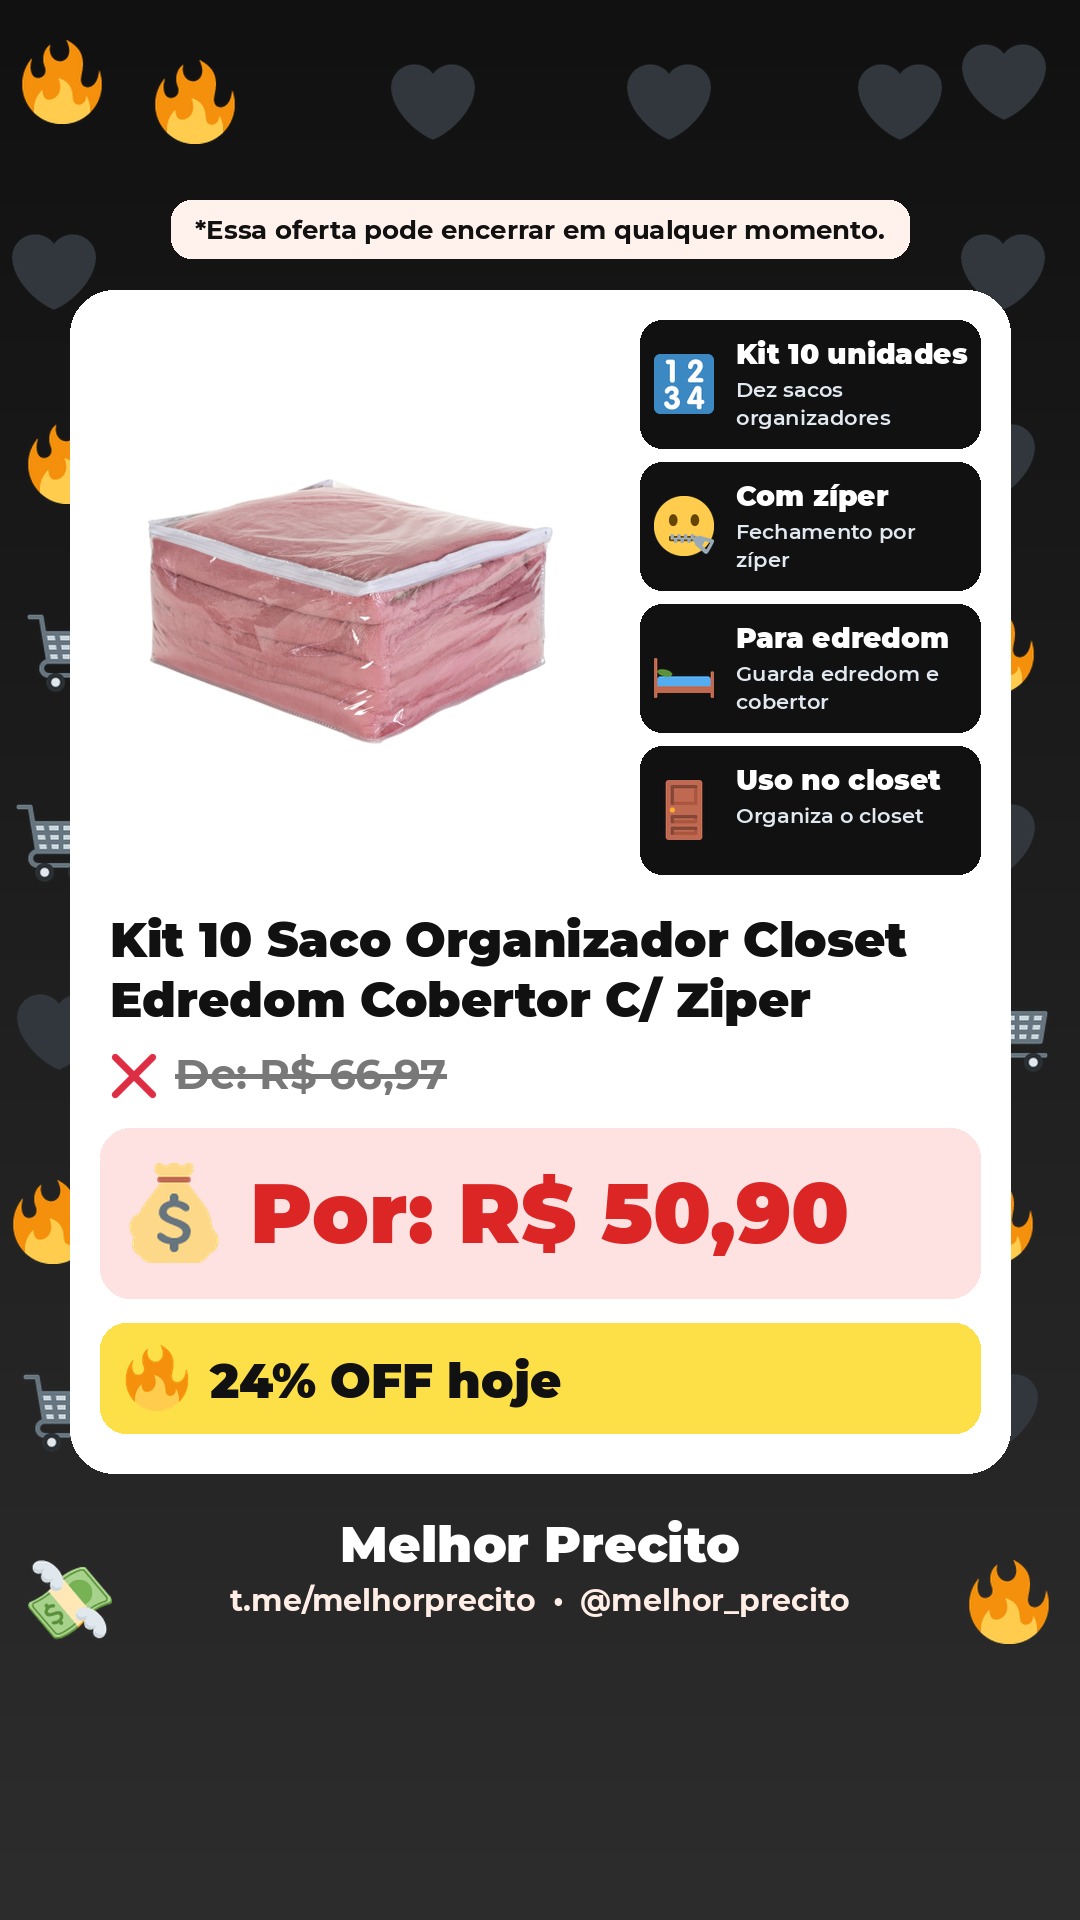 *Essa oferta pode encerrar em qualquer momento.
Kit 10 unidades
Dez sacos
organizadores
Com zíper
Fechamento por
zíper
Para edredom
Guarda edredom e
cobertor
Uso no closet
Organiza o closet
Kit 10 Saco Organizador Closet
Edredom Cobertor C/ Ziper
De: R$ 66,97
Por: R$ 50,90
24% OFF hoje
Melhor Precito
t.me/melhorprecito • @melhor_precito